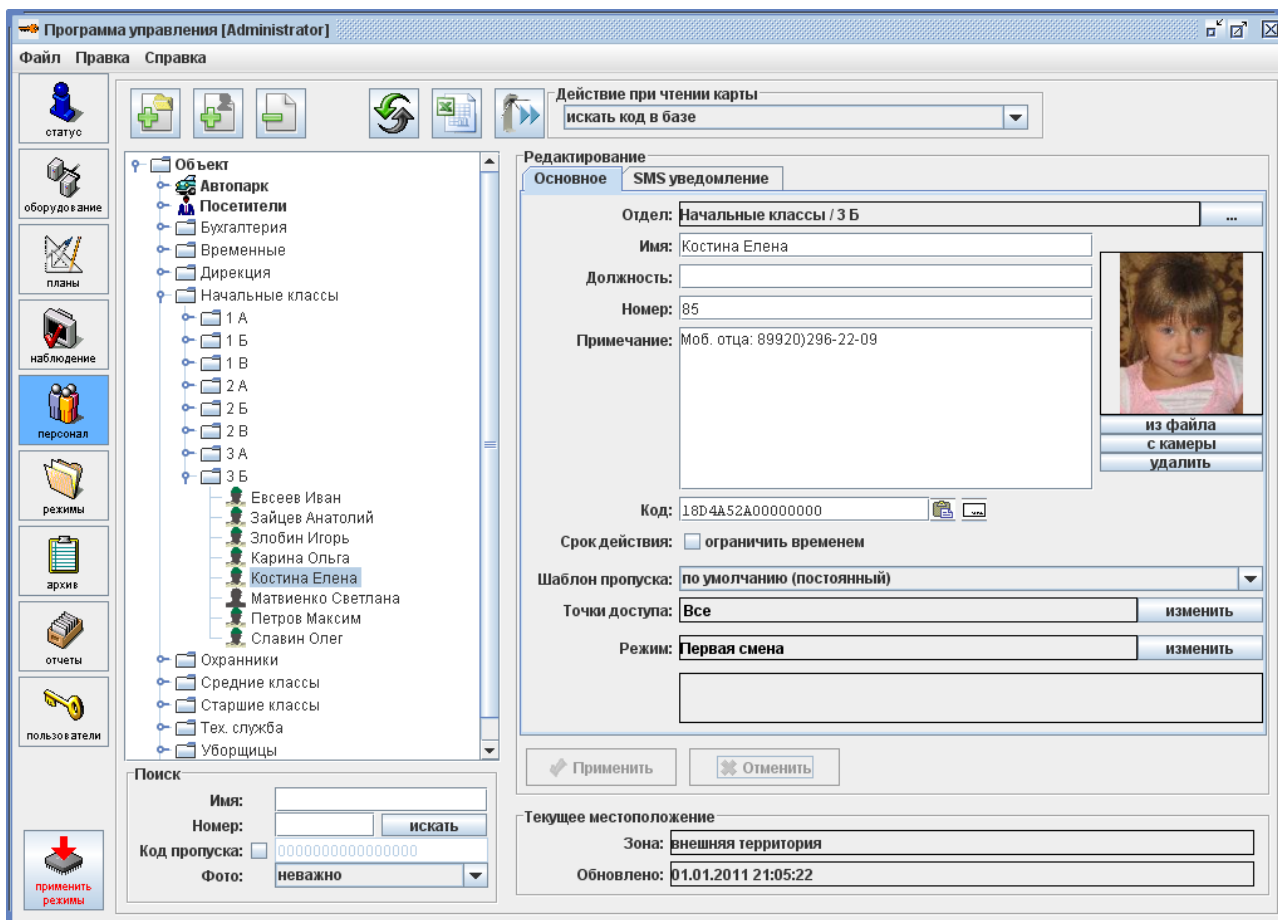 Программа управления [Administrator]
Файл Правка Справка
статус
оборудование
планы
наблюдение
персонал
режимы
архив
отчеты
пользователи
применить
режимы
Действие при чтении карты
искать код в базе
Объект
Автопарк
Посетители
Бухгалтерия
Временные
Дирекция
Начальные классы
1 А
1 Б
1 В
2 А
2 Б
2 В
3 А
3 Б
Евсеев Иван
Зайцев Анатолий
Злобин Игорь
Карина Ольга
Костина Елена
Матвиенко Светлана
Петров Максим
Славин Олег
Охранники
Средние классы
Старшие классы
Тех. служба
Уборщицы
Поиск
Имя:
Номер: искать
Код пропуска: 0000000000000000
Фото: неважно
Редактирование
Основное SMS уведомление
Отдел: Начальные классы / 3 Б ...
Имя: Костина Елена
Должность:
Номер: 85
Примечание: Моб. отца: 89920)296-22-09
из файла
с камеры
удалить
Код: 18D4A52A00000000
Срок действия: ограничить временем
Шаблон пропуска: по умолчанию (постоянный)
Точки доступа: Все изменить
Режим: Первая смена изменить
Применить Отменить
Текущее местоположение
Зона: внешняя территория
Обновлено: 01.01.2011 21:05:22